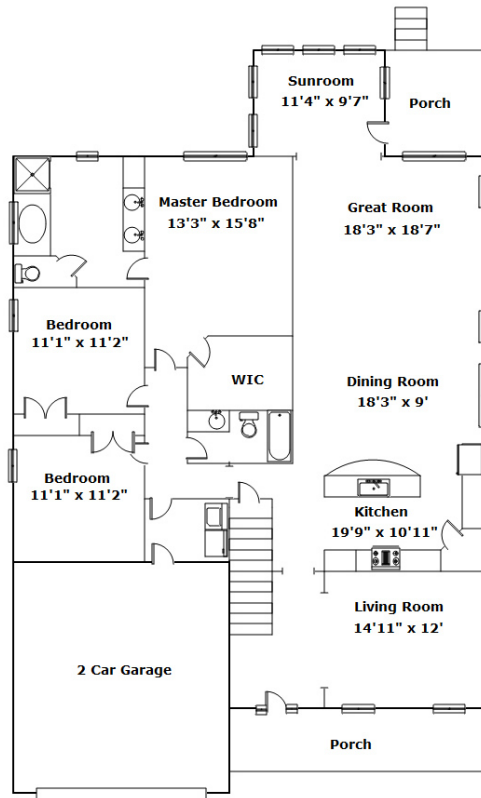 Sunroom
11'4" x 9'7"
Porch
Master Bedroom
13'3" x 15'8"
Great Room
18'3" x 18'7"
Bedroom
11'1" x 11'2"
WIC
Dining Room
18'3" x 9'
Bedroom
11'1" x 11'2"
Kitchen
19'9" x 10'11"
Living Room
14'11" x 12'
2 Car Garage
Porch